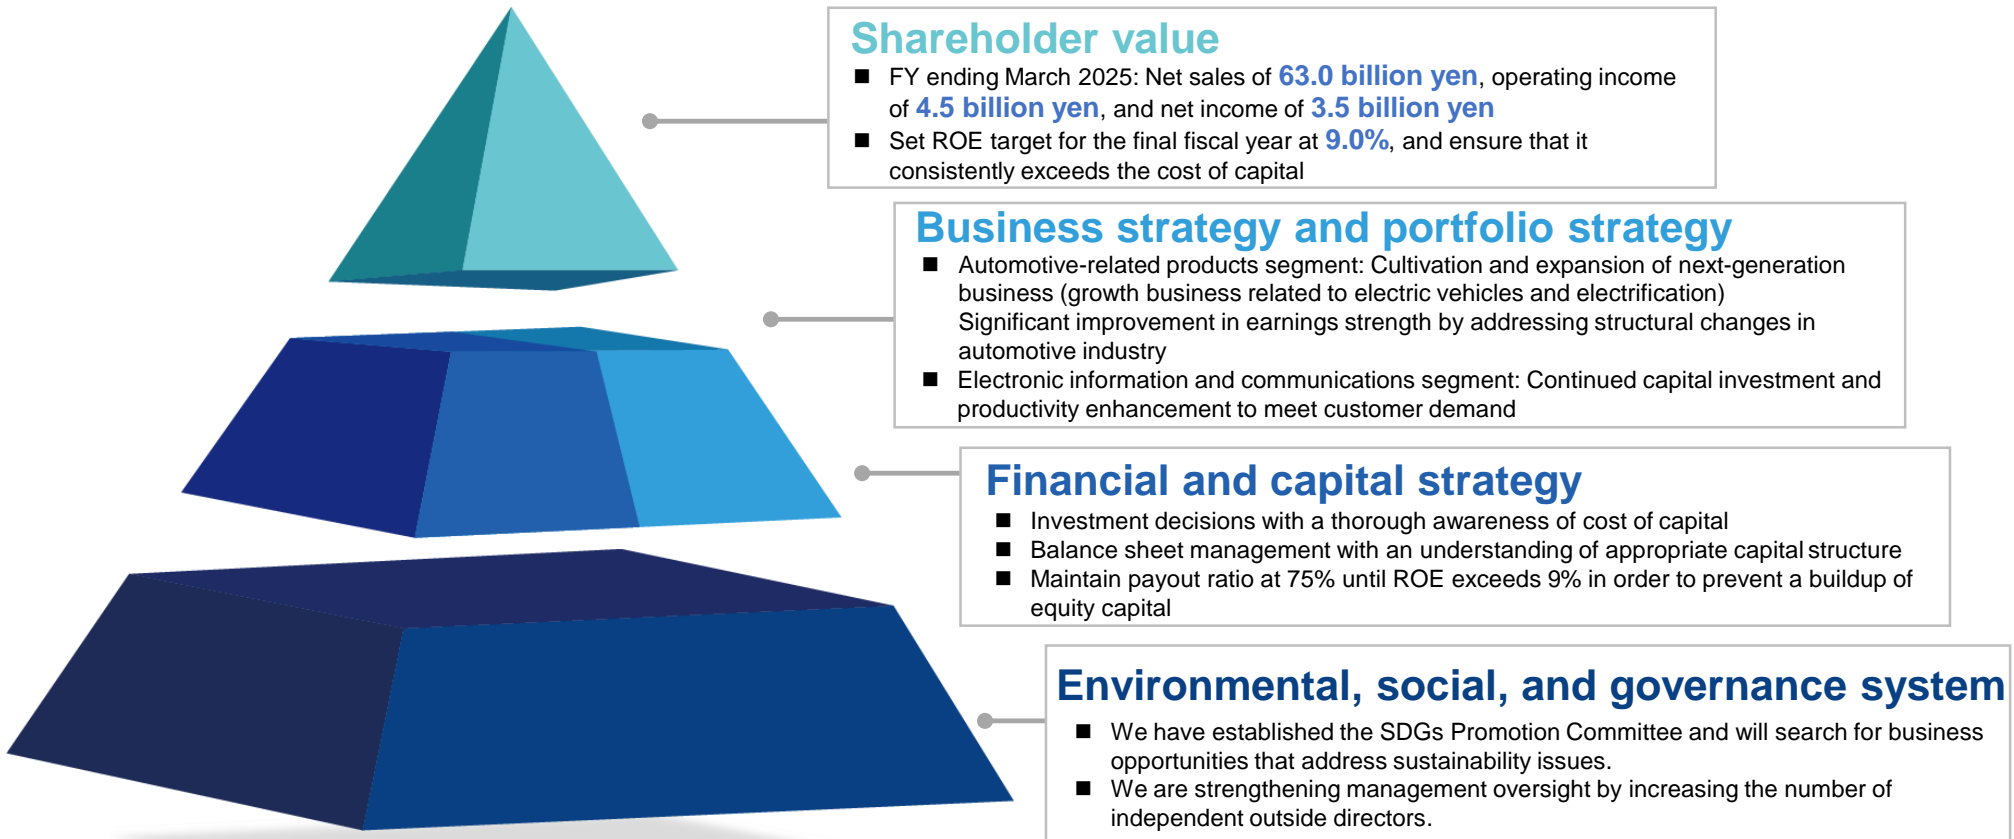 Shareholder value
■ FY ending March 2025: Net sales of 63.0 billion yen, operating income
of 4.5 billion yen, and net income of 3.5 billion yen
■ Set ROE target for the final fiscal year at 9.0%, and ensure that it
consistently exceeds the cost of capital
Business strategy and portfolio strategy
■ Automotive-related products segment: Cultivation and expansion of next-generation
business (growth business related to electric vehicles and electrification)
Significant improvement in earnings strength by addressing structural changes in
automotive industry
■ Electronic information and communications segment: Continued capital investment and
productivity enhancement to meet customer demand
Financial and capital strategy
■ Investment decisions with a thorough awareness of cost of capital
■ Balance sheet management with an understanding of appropriate capital structure
■ Maintain payout ratio at 75% until ROE exceeds 9% in order to prevent a buildup of
equity capital
Environmental, social, and governance system
■ We have established the SDGs Promotion Committee and will search for business
opportunities that address sustainability issues.
■ We are strengthening management oversight by increasing the number of
independent outside directors.